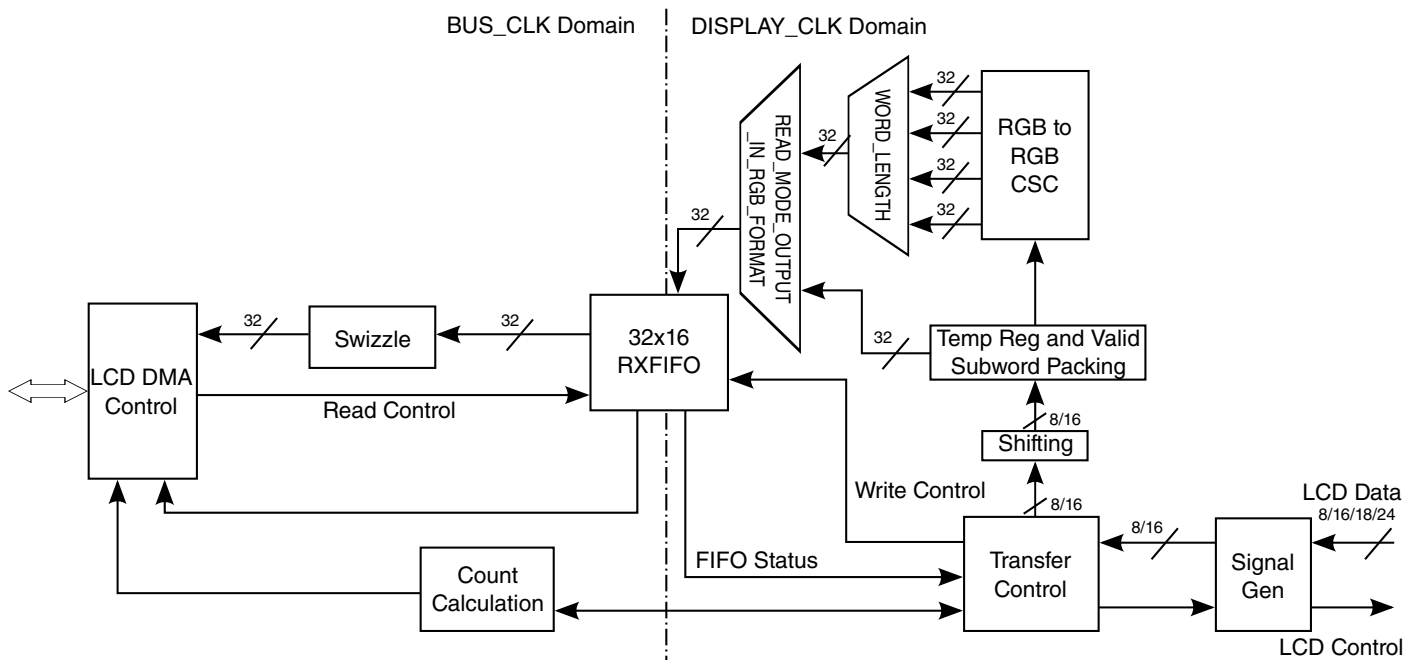 BUS_CLK Domain
DISPLAY_CLK Domain
READ_MODE_OUTPUT
_IN_RGB_FORMAT
WORD_LENGTH
32
32
32
32
32
32
RGB to
RGB
CSC
32
Temp Reg and Valid
Subword Packing
8/16
Shifting
8/16
32x16
RXFIFO
32
Swizzle
32
LCD DMA
Control
Read Control
Write Control
FIFO Status
Count
Calculation
Transfer
Control
8/16
Signal
Gen
LCD Data
8/16/18/24
LCD Control